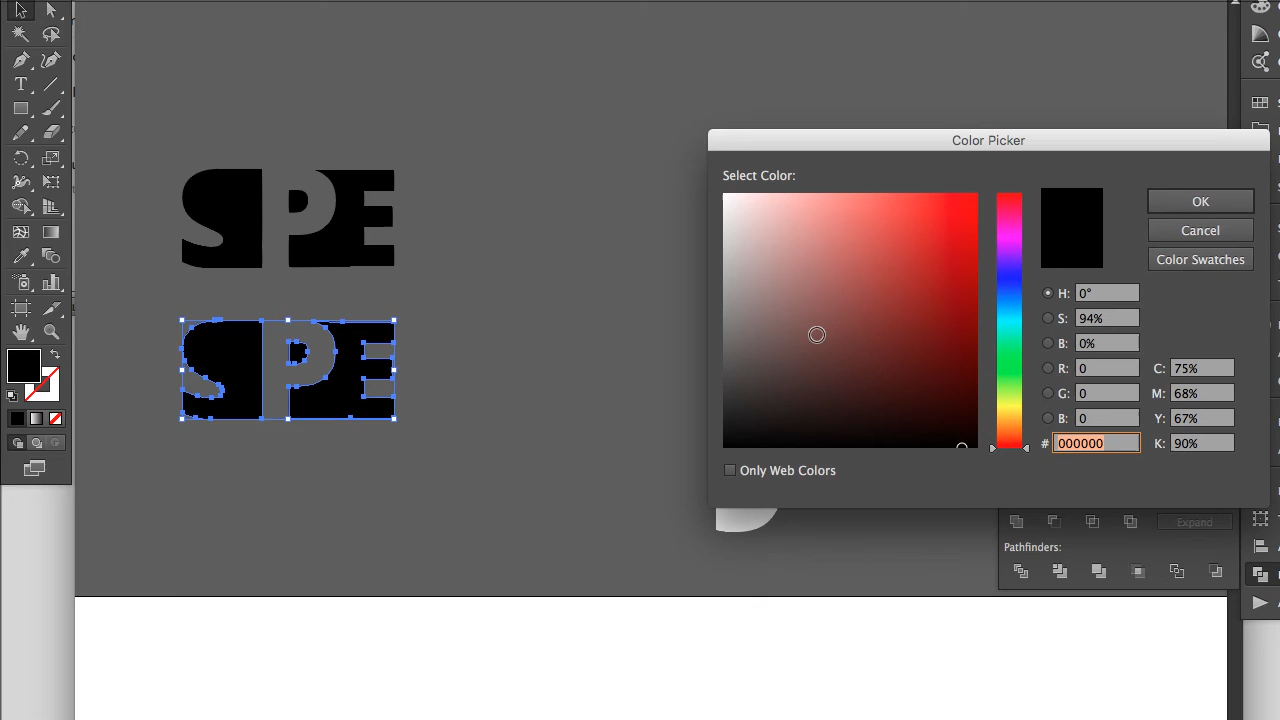 Color Picker
Select Color:
SPE
SPE
OK
Cancel
Color Swatches
H: 0°
S: 94%
B: 0%
R: 0 C: 75%
G: 0 M: 68%
B: 0 Y: 67%
# 000000 K: 90%
Only Web Colors
Expand
Pathfinders: